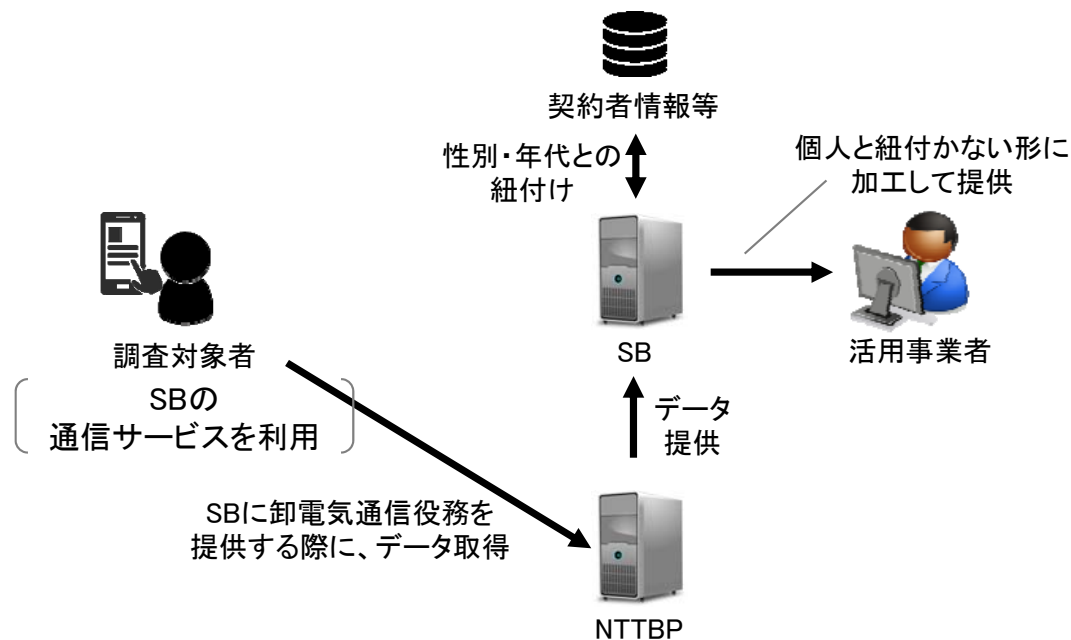 契約者情報等
性別・年代との
紐付け
個人と紐付かない形に
加工して提供
調査対象者
SBの
通信サービスを利用
SB
活用事業者
データ
提供
SBに卸電気通信役務を
提供する際に、データ取得
NTTBP